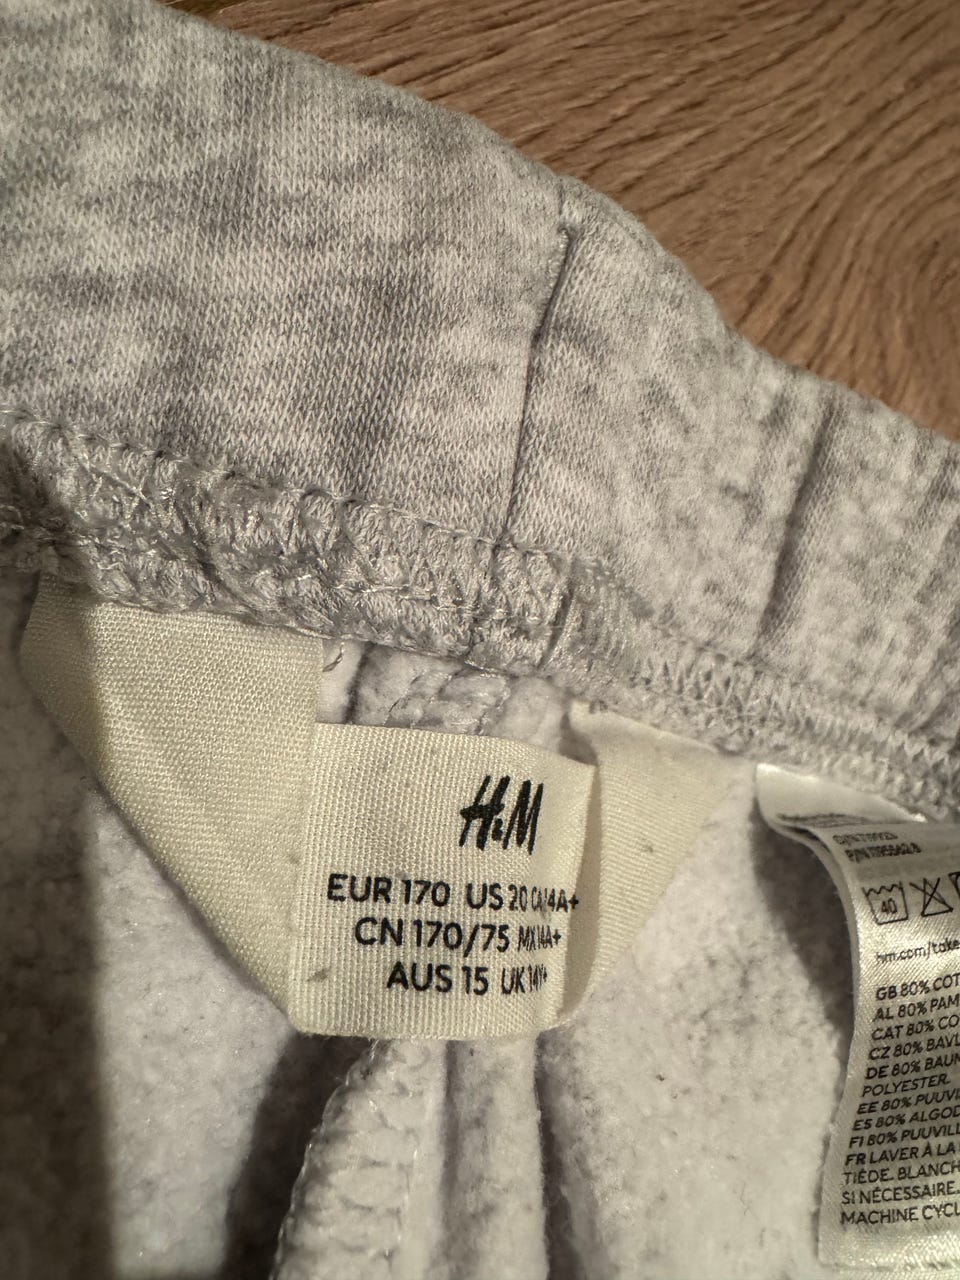 H&M
EUR 170 US 20 CA 14A+
CN 170/75 MX 14A+
AUS 15 UK 14Y+
40
hm.com/take
GB 80% COT
AL 80% PAM
CAT 80% CO
CZ 80% BAVL
DE 80% BAUM
POLYESTER.
EE 80% PUUVI
ES 80% ALGOD
FI 80% PUUVILL
FR LAVER À LA
TIÈDE. BLANCH
SI NÉCESSAIRE.
MACHINE CYCL